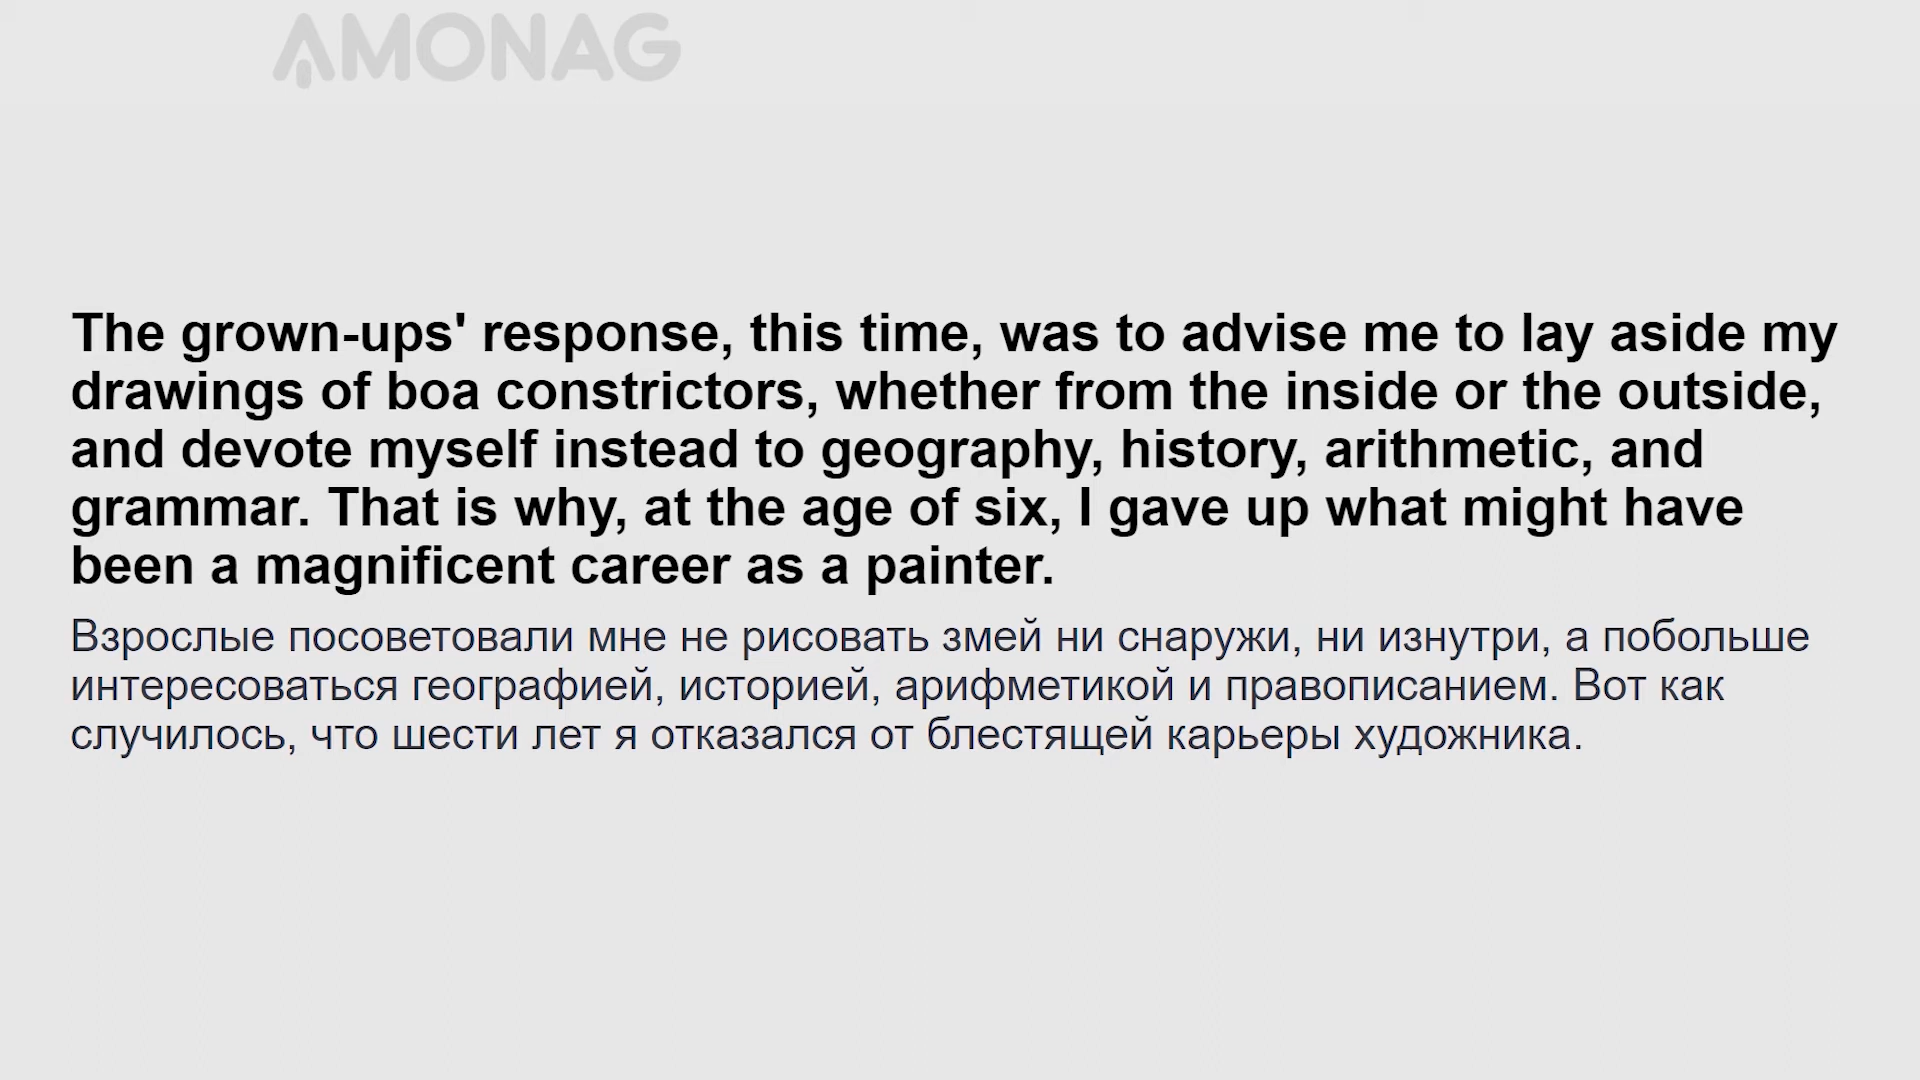 AMONAG
The grown-ups' response, this time, was to advise me to lay aside my
drawings of boa constrictors, whether from the inside or the outside,
and devote myself instead to geography, history, arithmetic, and
grammar. That is why, at the age of six, I gave up what might have
been a magnificent career as a painter.
Взрослые посоветовали мне не рисовать змей ни снаружи, ни изнутри, а побольше
интересоваться географией, историей, арифметикой и правописанием. Вот как
случилось, что шести лет я отказался от блестящей карьеры художника.